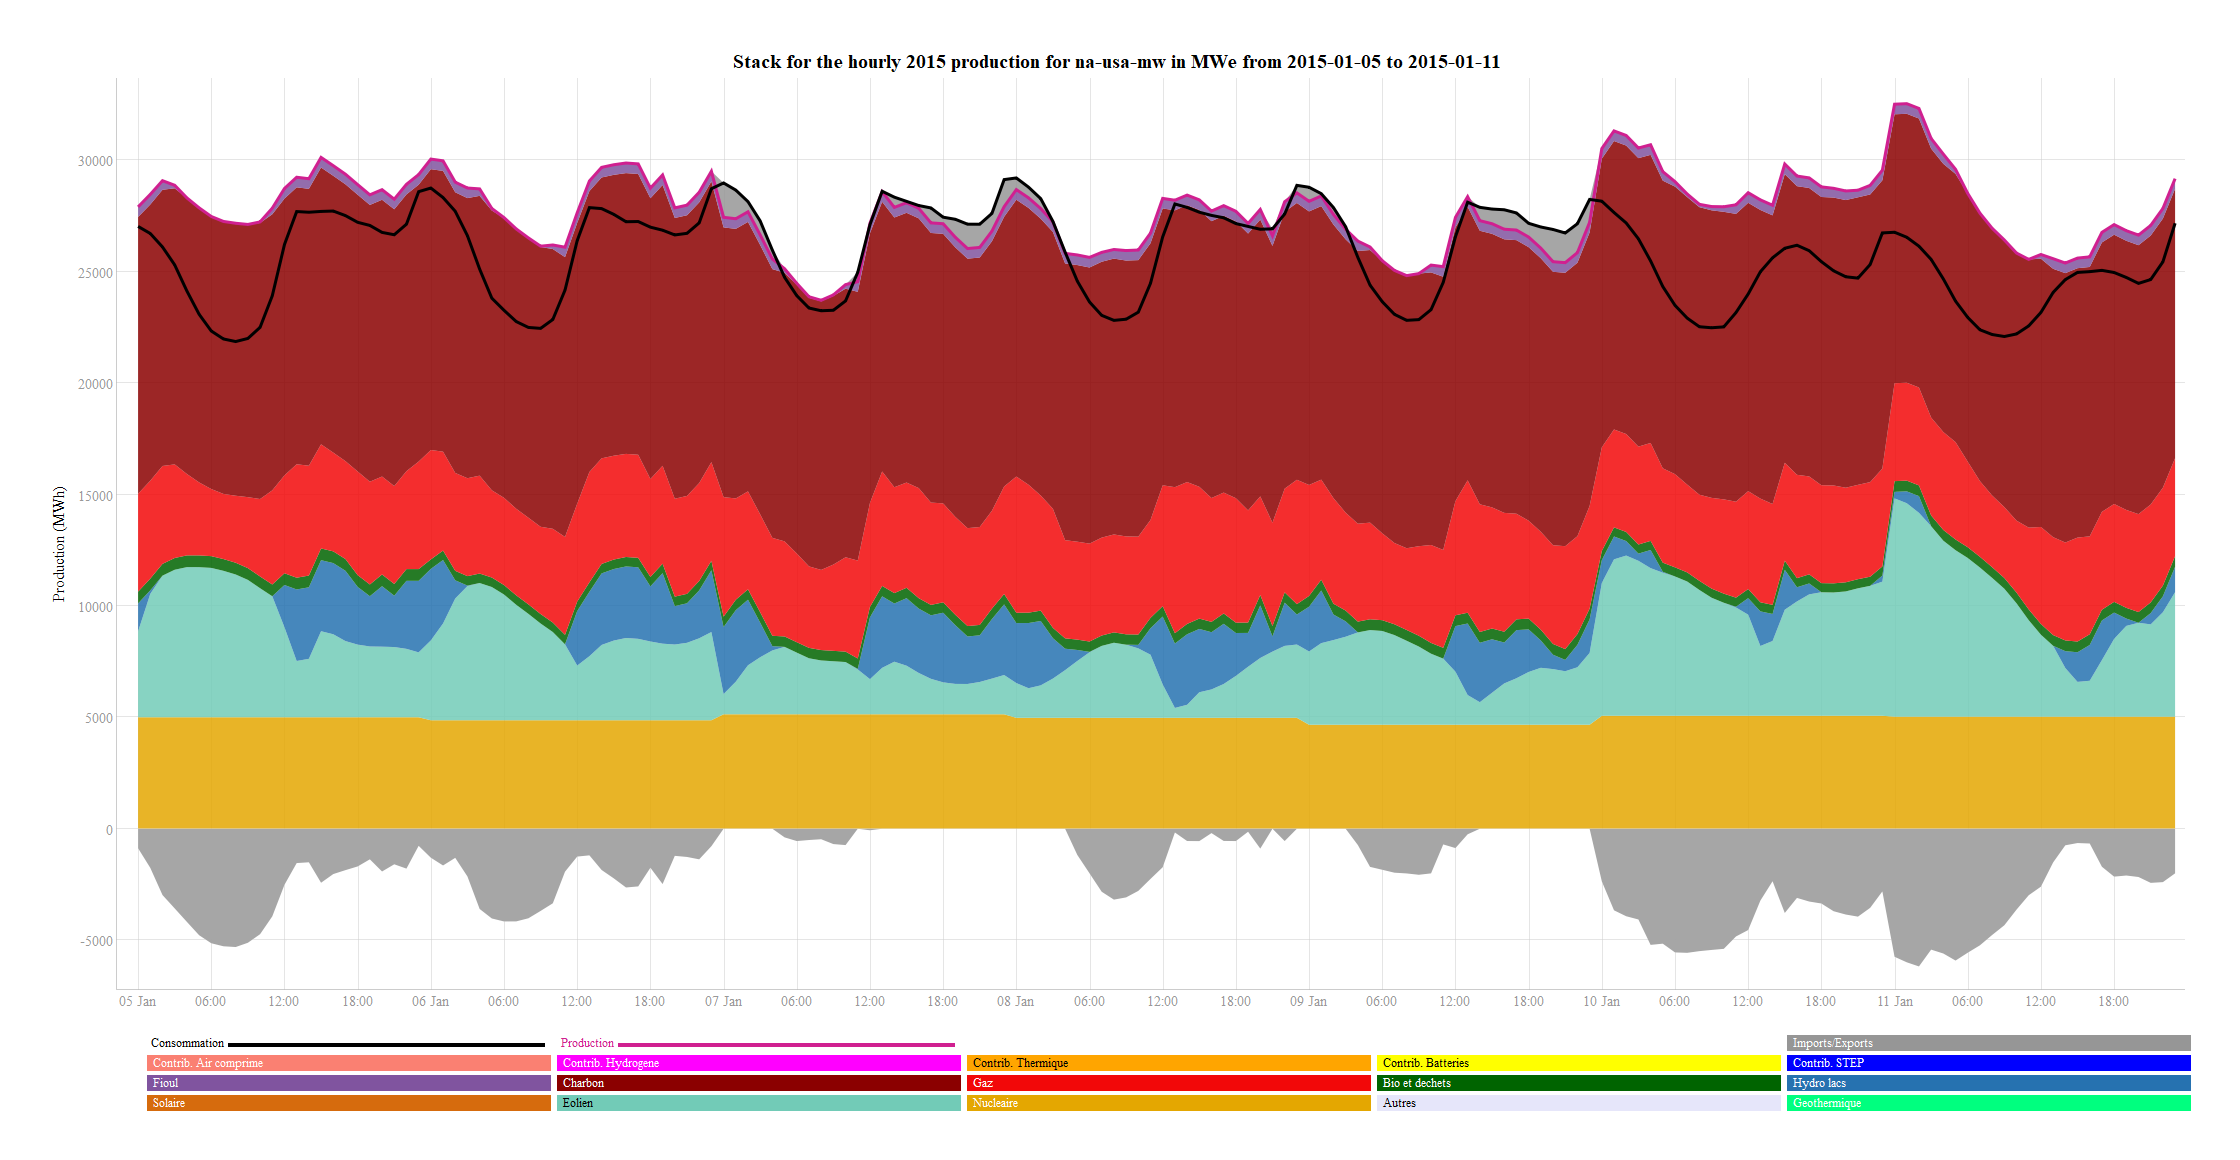 Stack for the hourly 2015 production for na-usa-mw in MWe from 2015-01-05 to 2015-01-11
Production (MWh)
30000
25000
20000
15000
10000
5000
0
-5000
05 Jan 06:00 12:00 18:00 06 Jan 06:00 12:00 18:00 07 Jan 06:00 12:00 18:00 08 Jan 06:00 12:00 18:00 09 Jan 06:00 12:00 18:00 10 Jan 06:00 12:00 18:00 11 Jan 06:00 12:00 18:00
Consommation Production Imports/Exports
Contrib. Air comprime Contrib. Hydrogene Contrib. Thermique Contrib. Batteries Contrib. STEP
Fioul Charbon Gaz Bio et dechets Hydro lacs
Solaire Eolien Nucleaire Autres Geothermique